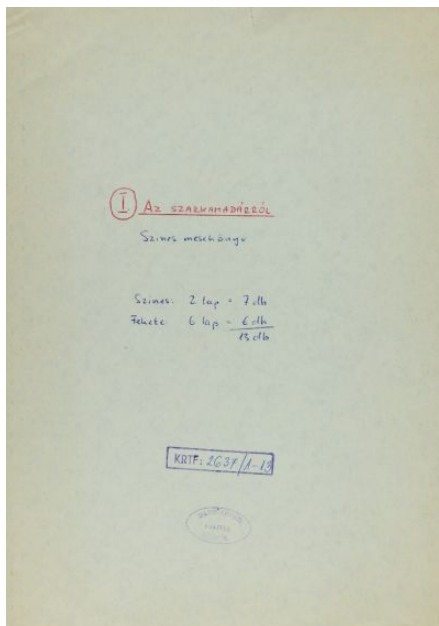 I. AZ SZARKAMADÁRRÓL
Szines mesekönyv
Szines: 2 lap = 7 db
Fekete 6 lap = 6 db
13 db
KRTF: 2637/1-13